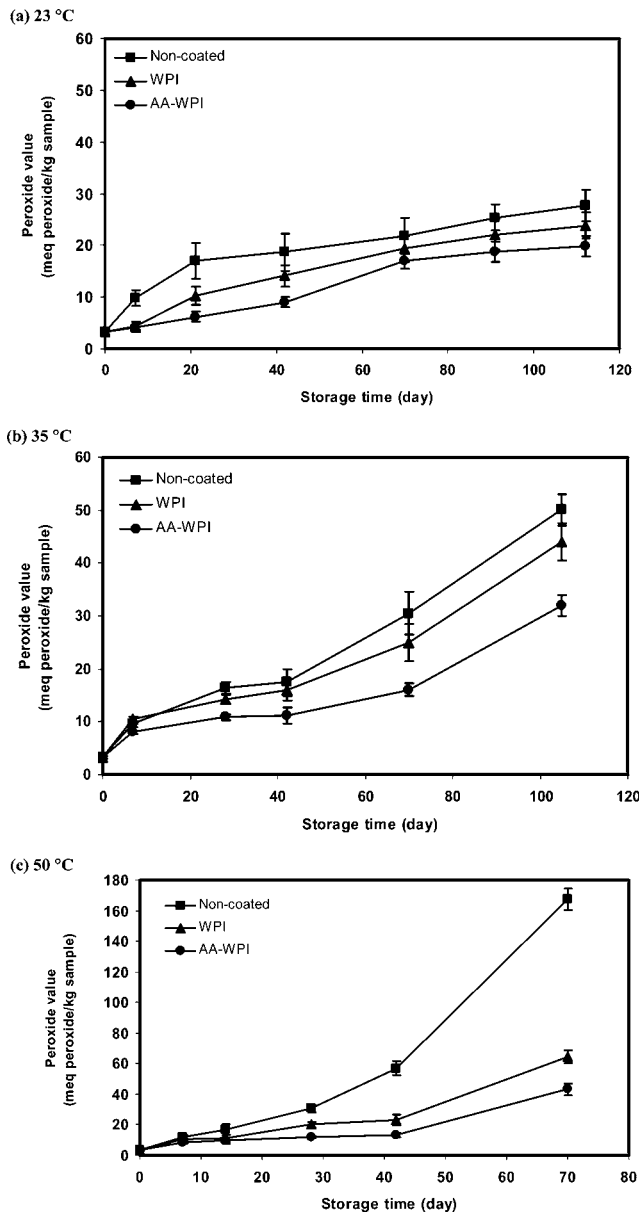 (a) 23 °C
60
50
40
30
20
10
0
Peroxide value
(meq peroxide/kg sample)
Non-coated
WPI
AA-WPI
0 20 40 60 80 100 120
Storage time (day)
(b) 35 °C
60
50
40
30
20
10
0
Peroxide value
(meq peroxide/kg sample)
Non-coated
WPI
AA-WPI
0 20 40 60 80 100 120
Storage time (day)
(c) 50 °C
180
160
140
120
100
80
60
40
20
0
Peroxide value
(meq peroxide/kg sample)
Non-coated
WPI
AA-WPI
0 10 20 30 40 50 60 70 80
Storage time (day)